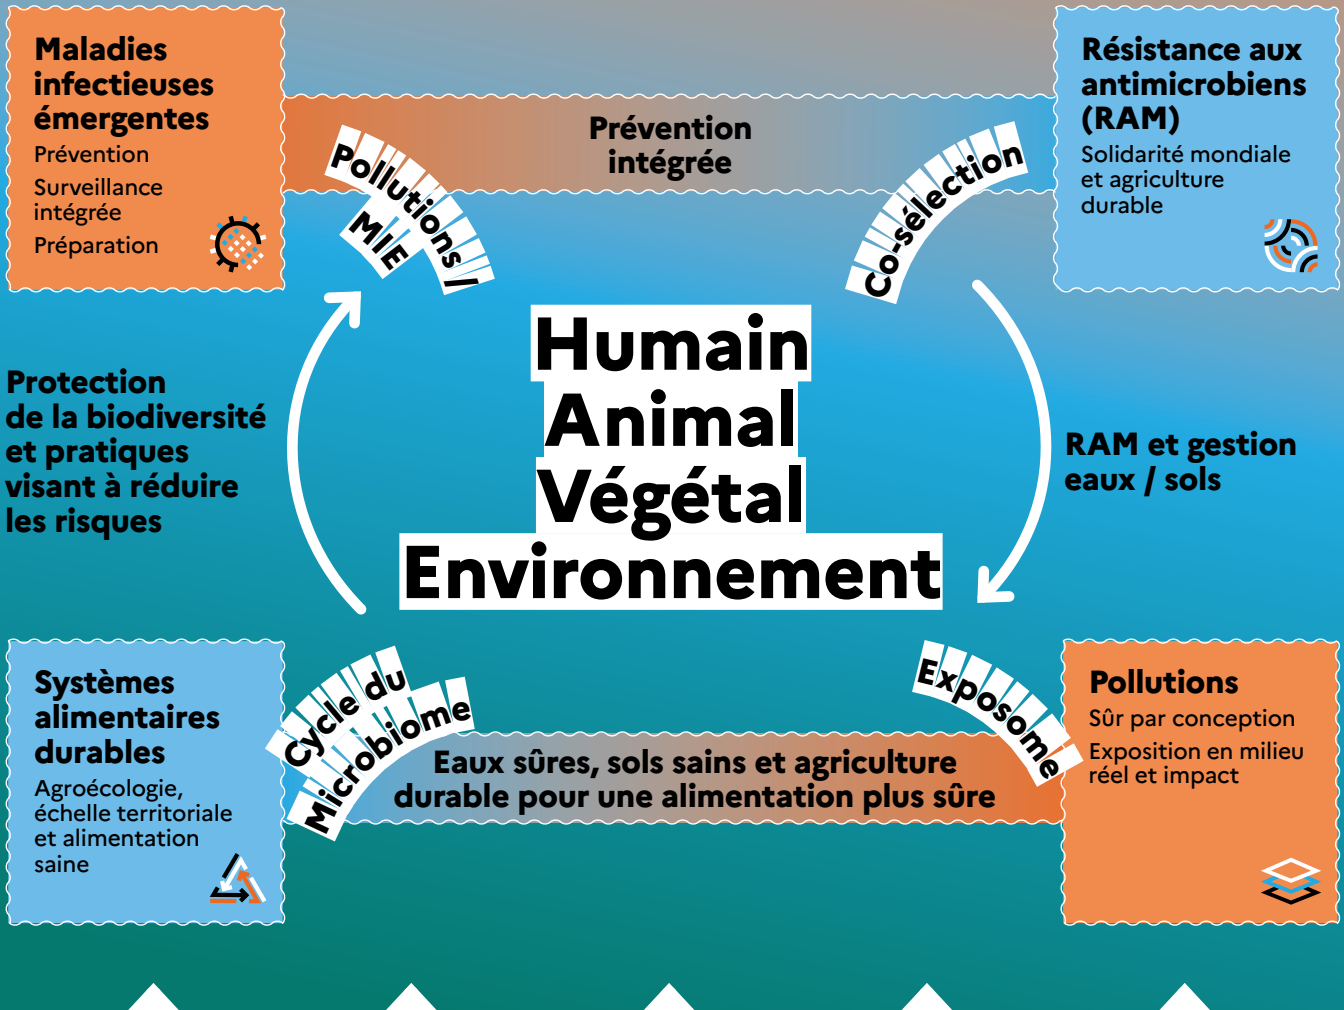 Maladies
infectieuses
émergentes
Prévention
Surveillance
intégrée
Préparation
Pollutions /
MIE
Prévention
intégrée
Co-sélection
Résistance aux
antimicrobiens
(RAM)
Solidarité mondiale
et agriculture
durable
Protection
de la biodiversité
et pratiques
visant à réduire
les risques
Humain
Animal
Végétal
Environnement
RAM et gestion
eaux / sols
Systèmes
alimentaires
durables
Agroécologie,
échelle territoriale
et alimentation
saine
Cycle du
Microbiome
Eaux sûres, sols sains et agriculture
durable pour une alimentation plus sûre
Exposome
Pollutions
Sûr par conception
Exposition en milieu
réel et impact